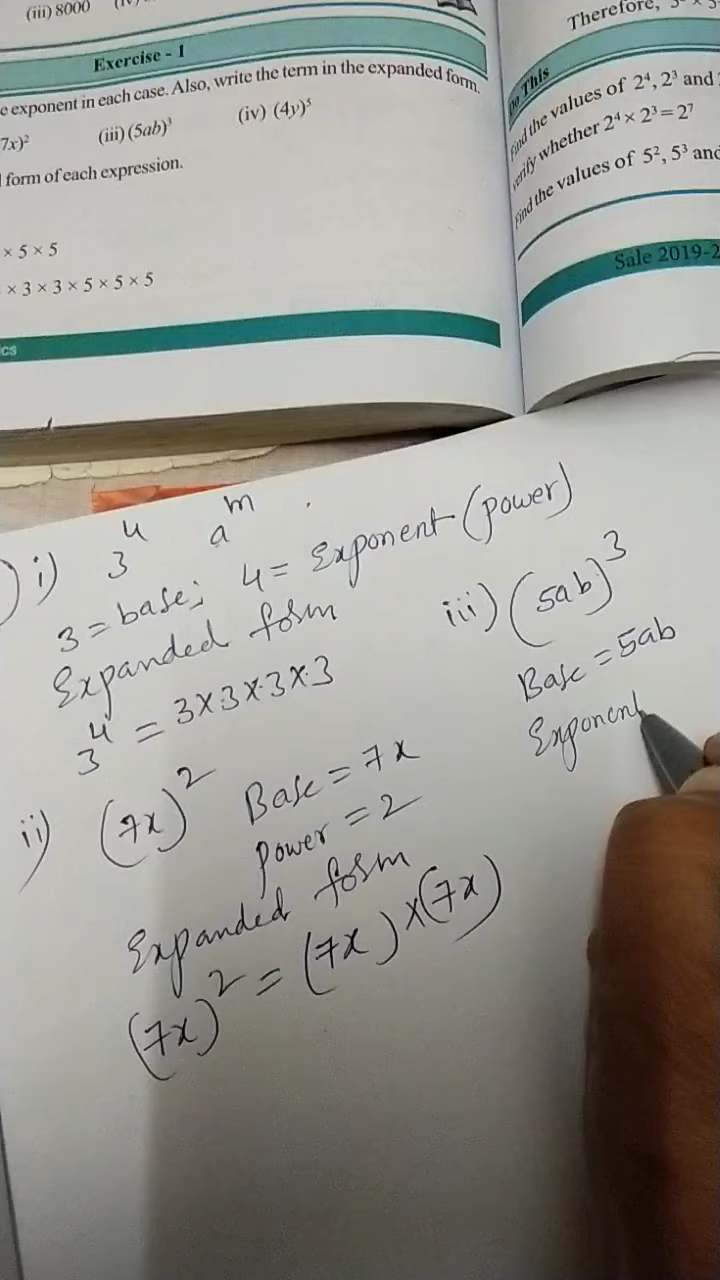 (iii) 8000
Exercise - 1
e exponent in each case. Also, write the term in the expanded form.
7x)² (iii) (5ab)³ (iv) (4y)⁵
form of each expression.
× 5 × 5
× 3 × 3 × 5 × 5 × 5
cs
Therefore,
Do This
Find the values of 2⁴, 2³ and
verify whether 2⁴ × 2³ = 2⁷
Find the values of 5², 5³ and
Sale 2019-2
i) 3⁴ aᵐ
3 = base; 4 = Exponent (power)
Expanded form
3⁴ = 3×3×3×3
ii) (7x)² Base = 7x
power = 2
Expanded form
(7x)² = (7x)×(7x)
iii) (5ab)³
Base = 5ab
Exponent